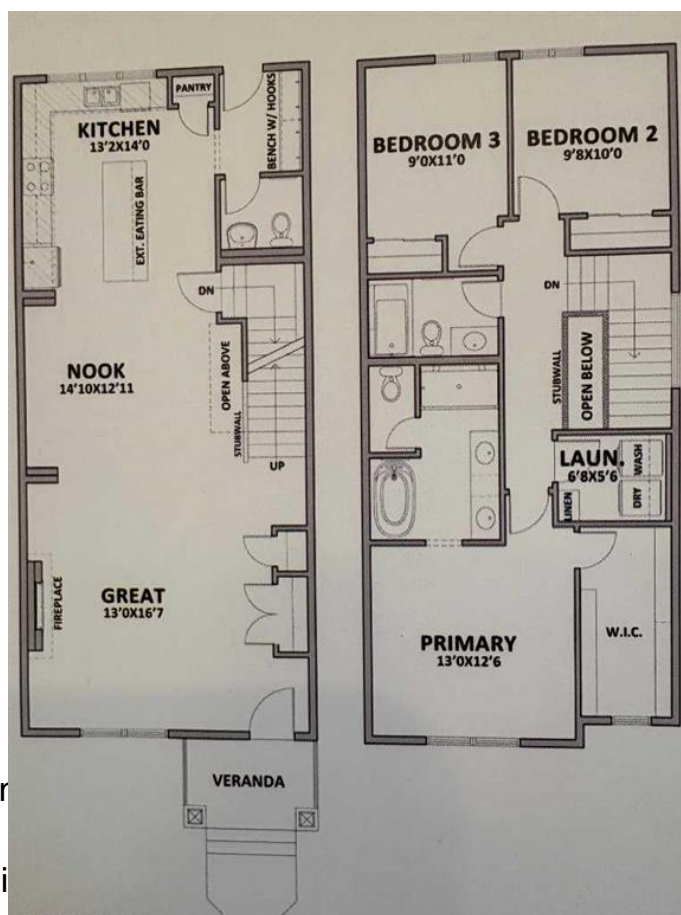 PANTRY
KITCHEN
13'2X14'0
BENCH W/ HOOKS
EXT. EATING BAR
DN
NOOK
14'10X12'11
OPEN ABOVE
STUBWALL
UP
GREAT
13'0X16'7
FIREPLACE
VERANDA
BEDROOM 3
9'0X11'0
BEDROOM 2
9'8X10'0
DN
STUBWALL
OPEN BELOW
LAUN.
6'8X5'6
WASH
DRY
LINEN
PRIMARY
13'0X12'6
W.I.C.